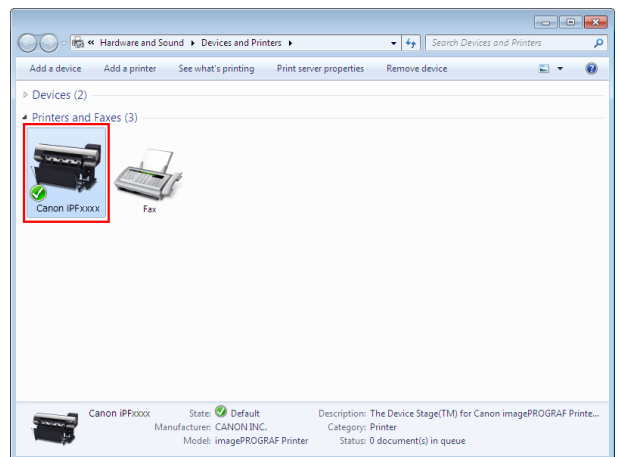 « Hardware and Sound ▸ Devices and Printers ▸ Search Devices and Printers
Add a device Add a printer See what's printing Print server properties Remove device
Devices (2)
Printers and Faxes (3)
Canon iPFxxxx Fax
Canon iPFxxxx State: Default Description: The Device Stage(TM) for Canon imagePROGRAF Printe...
Manufacturer: CANON INC. Category: Printer
Model: imagePROGRAF Printer Status: 0 document(s) in queue